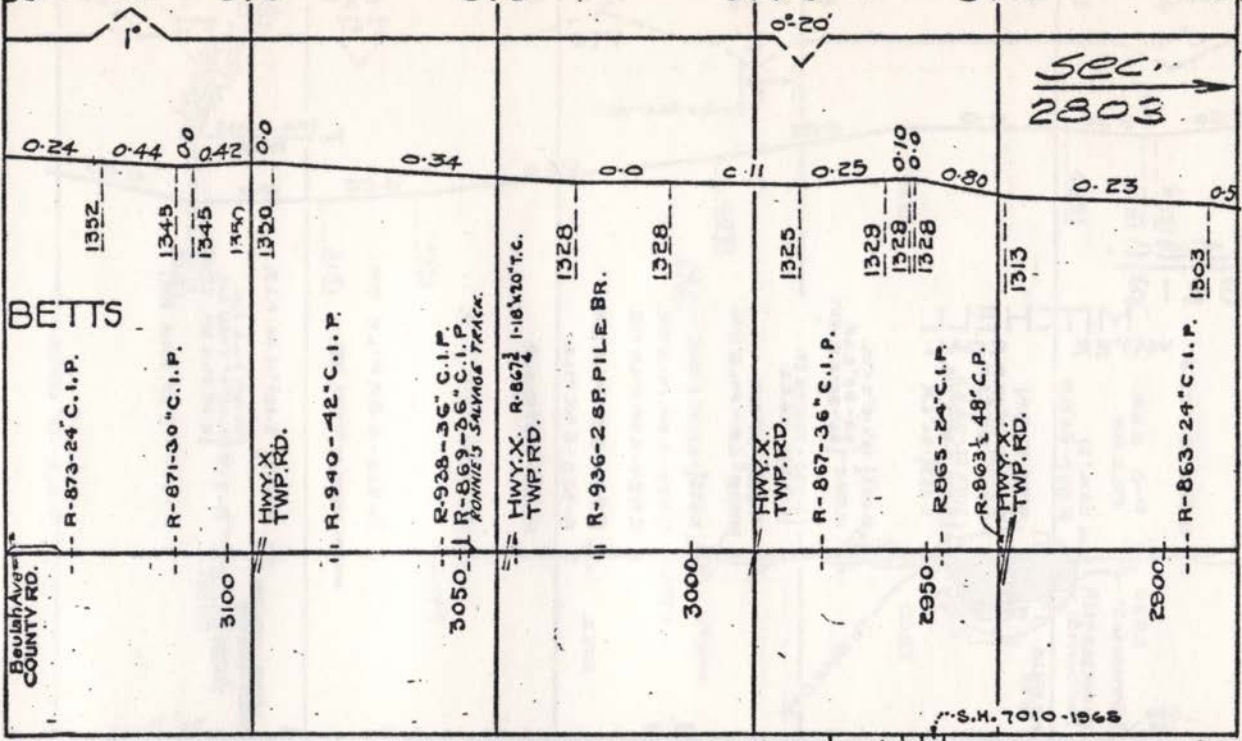 1°
0°-20'
Sec.
2803
0.24
0.44
0.0
0.42
0.0
0.34
0.0
0.11
0.25
0.10
0.0
0.80
0.23
0.5
1352
1345
1345
1350
1328
1328
1325
1329
1328
1328
1313
1303
BETTS
R-873-24" C.I.P.
R-871-30" C.I.P.
HWY. X
TWP. RD.
R-940-42" C.I.P.
R-938-36" C.I.P.
R-869-36" C.I.P.
RONNIE'S SALVAGE TRACK.
HWY. X. R-867½ 1-18"x20" T.C.
TWP. RD.
R-936-2 SP. PILE BR.
HWY. X.
TWP. RD.
R-867-36" C.I.P.
R865-24" C.I.P.
R-863½ 48" C.P.
HWY. X.
TWP. RD.
R-863-24" C.I.P.
Beulah Ave
COUNTY RD.
3100
3050
3000
2950
2900
S.H. 7010-1965